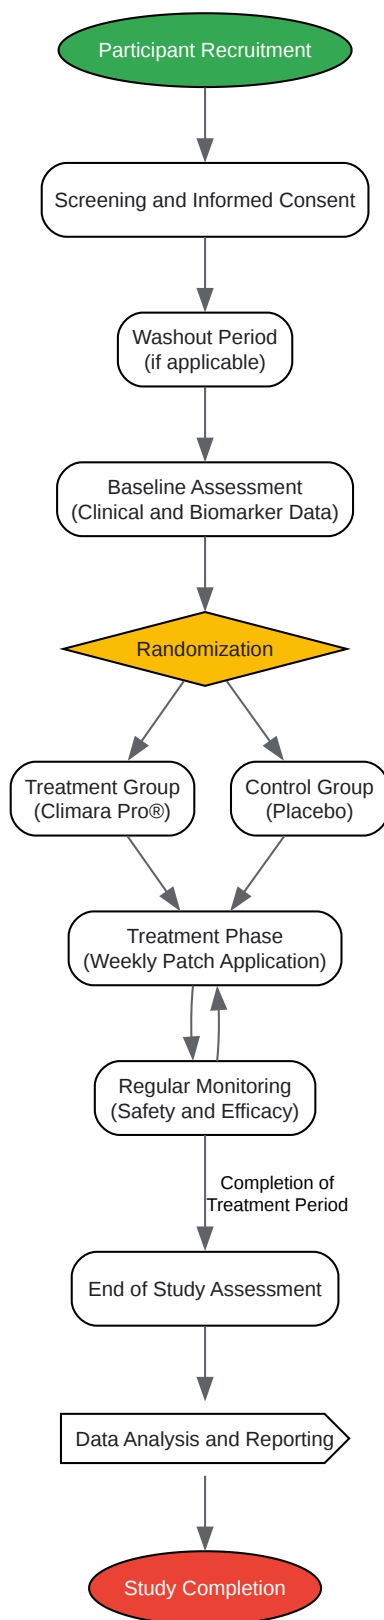 Participant Recruitment
Screening and Informed Consent
Washout Period
(if applicable)
Baseline Assessment
(Clinical and Biomarker Data)
Randomization
Treatment Group
(Climara Pro®)
Control Group
(Placebo)
Treatment Phase
(Weekly Patch Application)
Regular Monitoring
(Safety and Efficacy)
Completion of
Treatment Period
End of Study Assessment
Data Analysis and Reporting
Study Completion